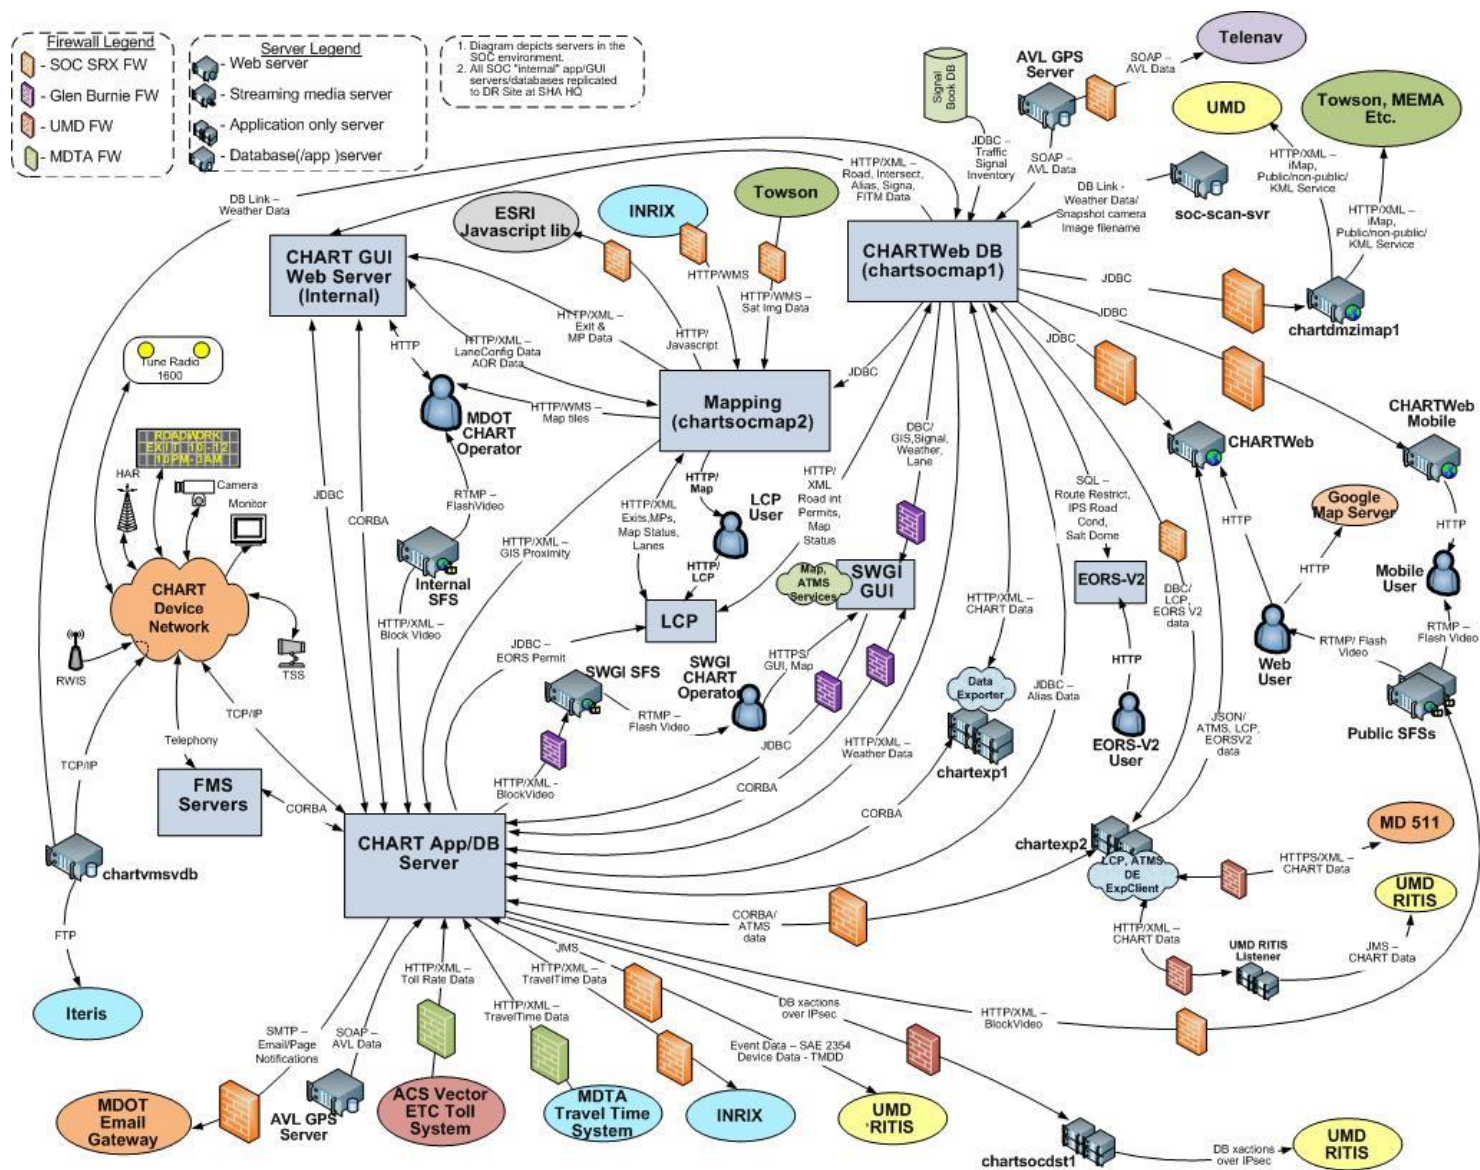 Firewall Legend
- SOC SRX FW
- Glen Burnie FW
- UMD FW
- MDTA FW
Server Legend
- Web server
- Streaming media server
- Application only server
- Database(/app )server
1. Diagram depicts servers in the
SOC environment.
2. All SOC "internal" app/GUI
servers/databases replicated
to DR Site at SHA HQ
Signal
Book DB
AVL GPS
Server
SOAP –
AVL Data
Telenav
UMD
Towson, MEMA
Etc.
JDBC –
Traffic
Signal
Inventory
SOAP –
AVL Data
HTTP/XML –
Road, Intersect,
Alias, Signa,
FITM Data
DB Link -
Weather Data/
Snapshot camera
Image filename
soc-scan-svr
HTTP/XML –
iMap,
Public/non-public/
KML Service
HTTP/XML –
iMap,
Public/non-public/
KML Service
DB Link –
Weather Data
ESRI
Javascript lib
INRIX
Towson
CHART GUI
Web Server
(Internal)
CHARTWeb DB
(chartsocmap1)
HTTP/WMS
HTTP/WMS –
Sat Img Data
JDBC
JDBC
JDBC
chartdmzimap1
HTTP/XML –
Exit &
MP Data
HTTP/
Javascript
HTTP
HTTP/XML –
LaneConfig Data
AOR Data
JDBC
Tune Radio
1600
Mapping
(chartsocmap2)
MDOT
CHART
Operator
HTTP/WMS –
Map tiles
CHARTWeb
CHARTWeb
Mobile
ROADWORK
EXIT 10-12
10PM-3AM
HAR
Camera
Monitor
JDBC
CORBA
RTMP –
FlashVideo
HTTP/
Map
LCP
User
HTTP/XML
Exits,MPs,
Map Status,
Lanes
HTTP/
XML
Road int
Permits,
Map
Status
DBC/
GIS,Signal,
Weather,
Lane
SQL –
Route Restrict,
IPS Road
Cond,
Salt Dome
HTTP
Google
Map Server
HTTP
HTTP
HTTP/XML –
GIS Proximity
Internal
SFS
HTTP/
LCP
Map,
ATMS
Services
SWGI
GUI
EORS-V2
Mobile
User
CHART
Device
Network
RWIS
TSS
HTTP/XML –
Block Video
LCP
HTTP/XML –
CHART Data
DBC/
LCP,
EORS V2
data
JDBC –
EORS Permit
SWGI SFS
SWGI
CHART
Operator
HTTPS/
GUI, Map
HTTP
Web
User
RTMP/ Flash
Video
RTMP –
Flash Video
Data
Exporter
JDBC –
Alias Data
RTMP –
Flash Video
TCP/IP
Telephony
TCP/IP
JDBC
HTTP/XML –
Weather Data
chartexp1
EORS-V2
User
JSON/
ATMS, LCP,
EORSV2
data
Public SFSs
FMS
Servers
CORBA
HTTP/XML -
BlockVideo
CORBA
CORBA
CHART App/DB
Server
chartvmsvdb
chartexp2
LCP, ATMS
DE
ExpClient
MD 511
HTTPS/XML –
CHART Data
UMD
RITIS
FTP
CORBA/
ATMS
data
HTTP/XML –
CHART Data
UMD RITIS
Listener
JMS –
CHART Data
JMS
HTTP/XML –
Toll Rate Data
HTTP/XML –
TravelTime Data
HTTP/XML –
TravelTime Data
DB xactions
over IPsec
HTTP/XML –
BlockVideo
Iteris
SMTP –
Email/Page
Notifications
SOAP –
AVL Data
Event Data – SAE 2354
Device Data - TMDD
MDOT
Email
Gateway
AVL GPS
Server
ACS Vector
ETC Toll
System
MDTA
Travel Time
System
INRIX
UMD
RITIS
chartsocdst1
DB xactions
over IPsec
UMD
RITIS